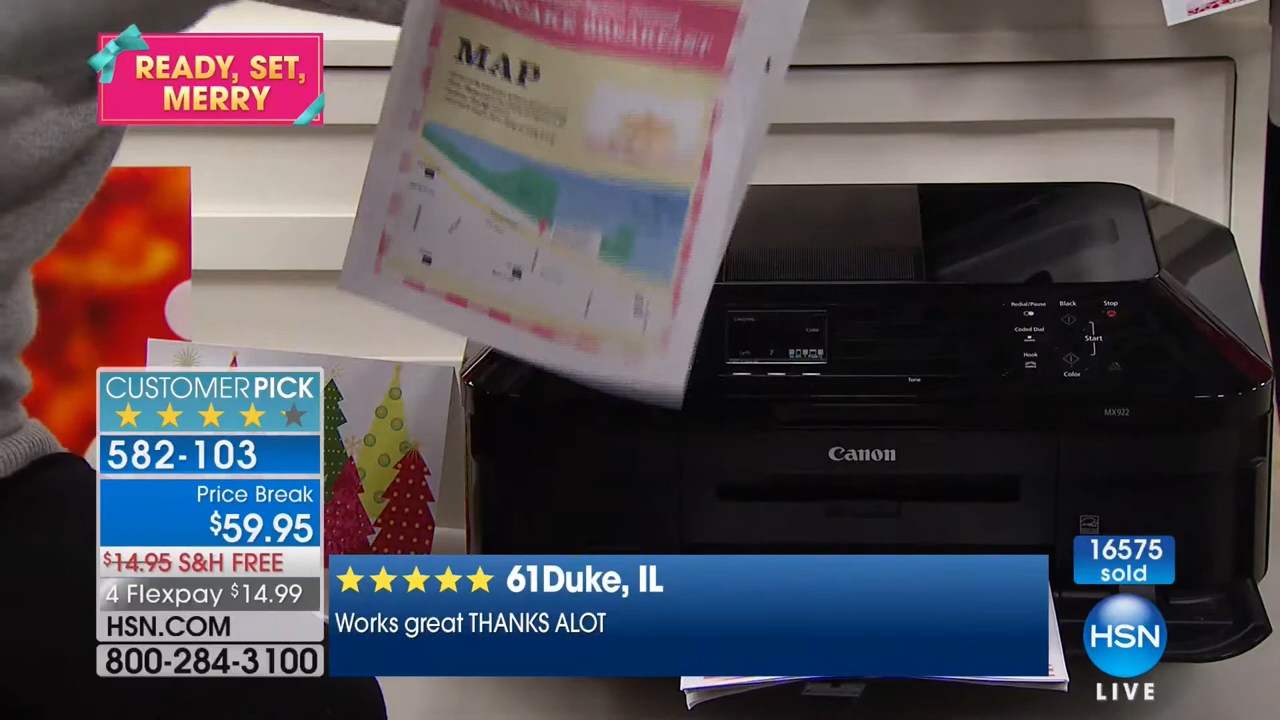 READY, SET,
MERRY
PANCAKE BREAKFAST
MAP
Redial/Pause
Black
Stop
Coded Dial
Start
Hook
Color
Tone
MX922
Canon
CUSTOMER PICK
582-103
Price Break
$59.95
$14.95 S&H FREE
4 Flexpay $14.99
HSN.COM
800-284-3100
61Duke, IL
Works great THANKS ALOT
16575
sold
HSN
LIVE